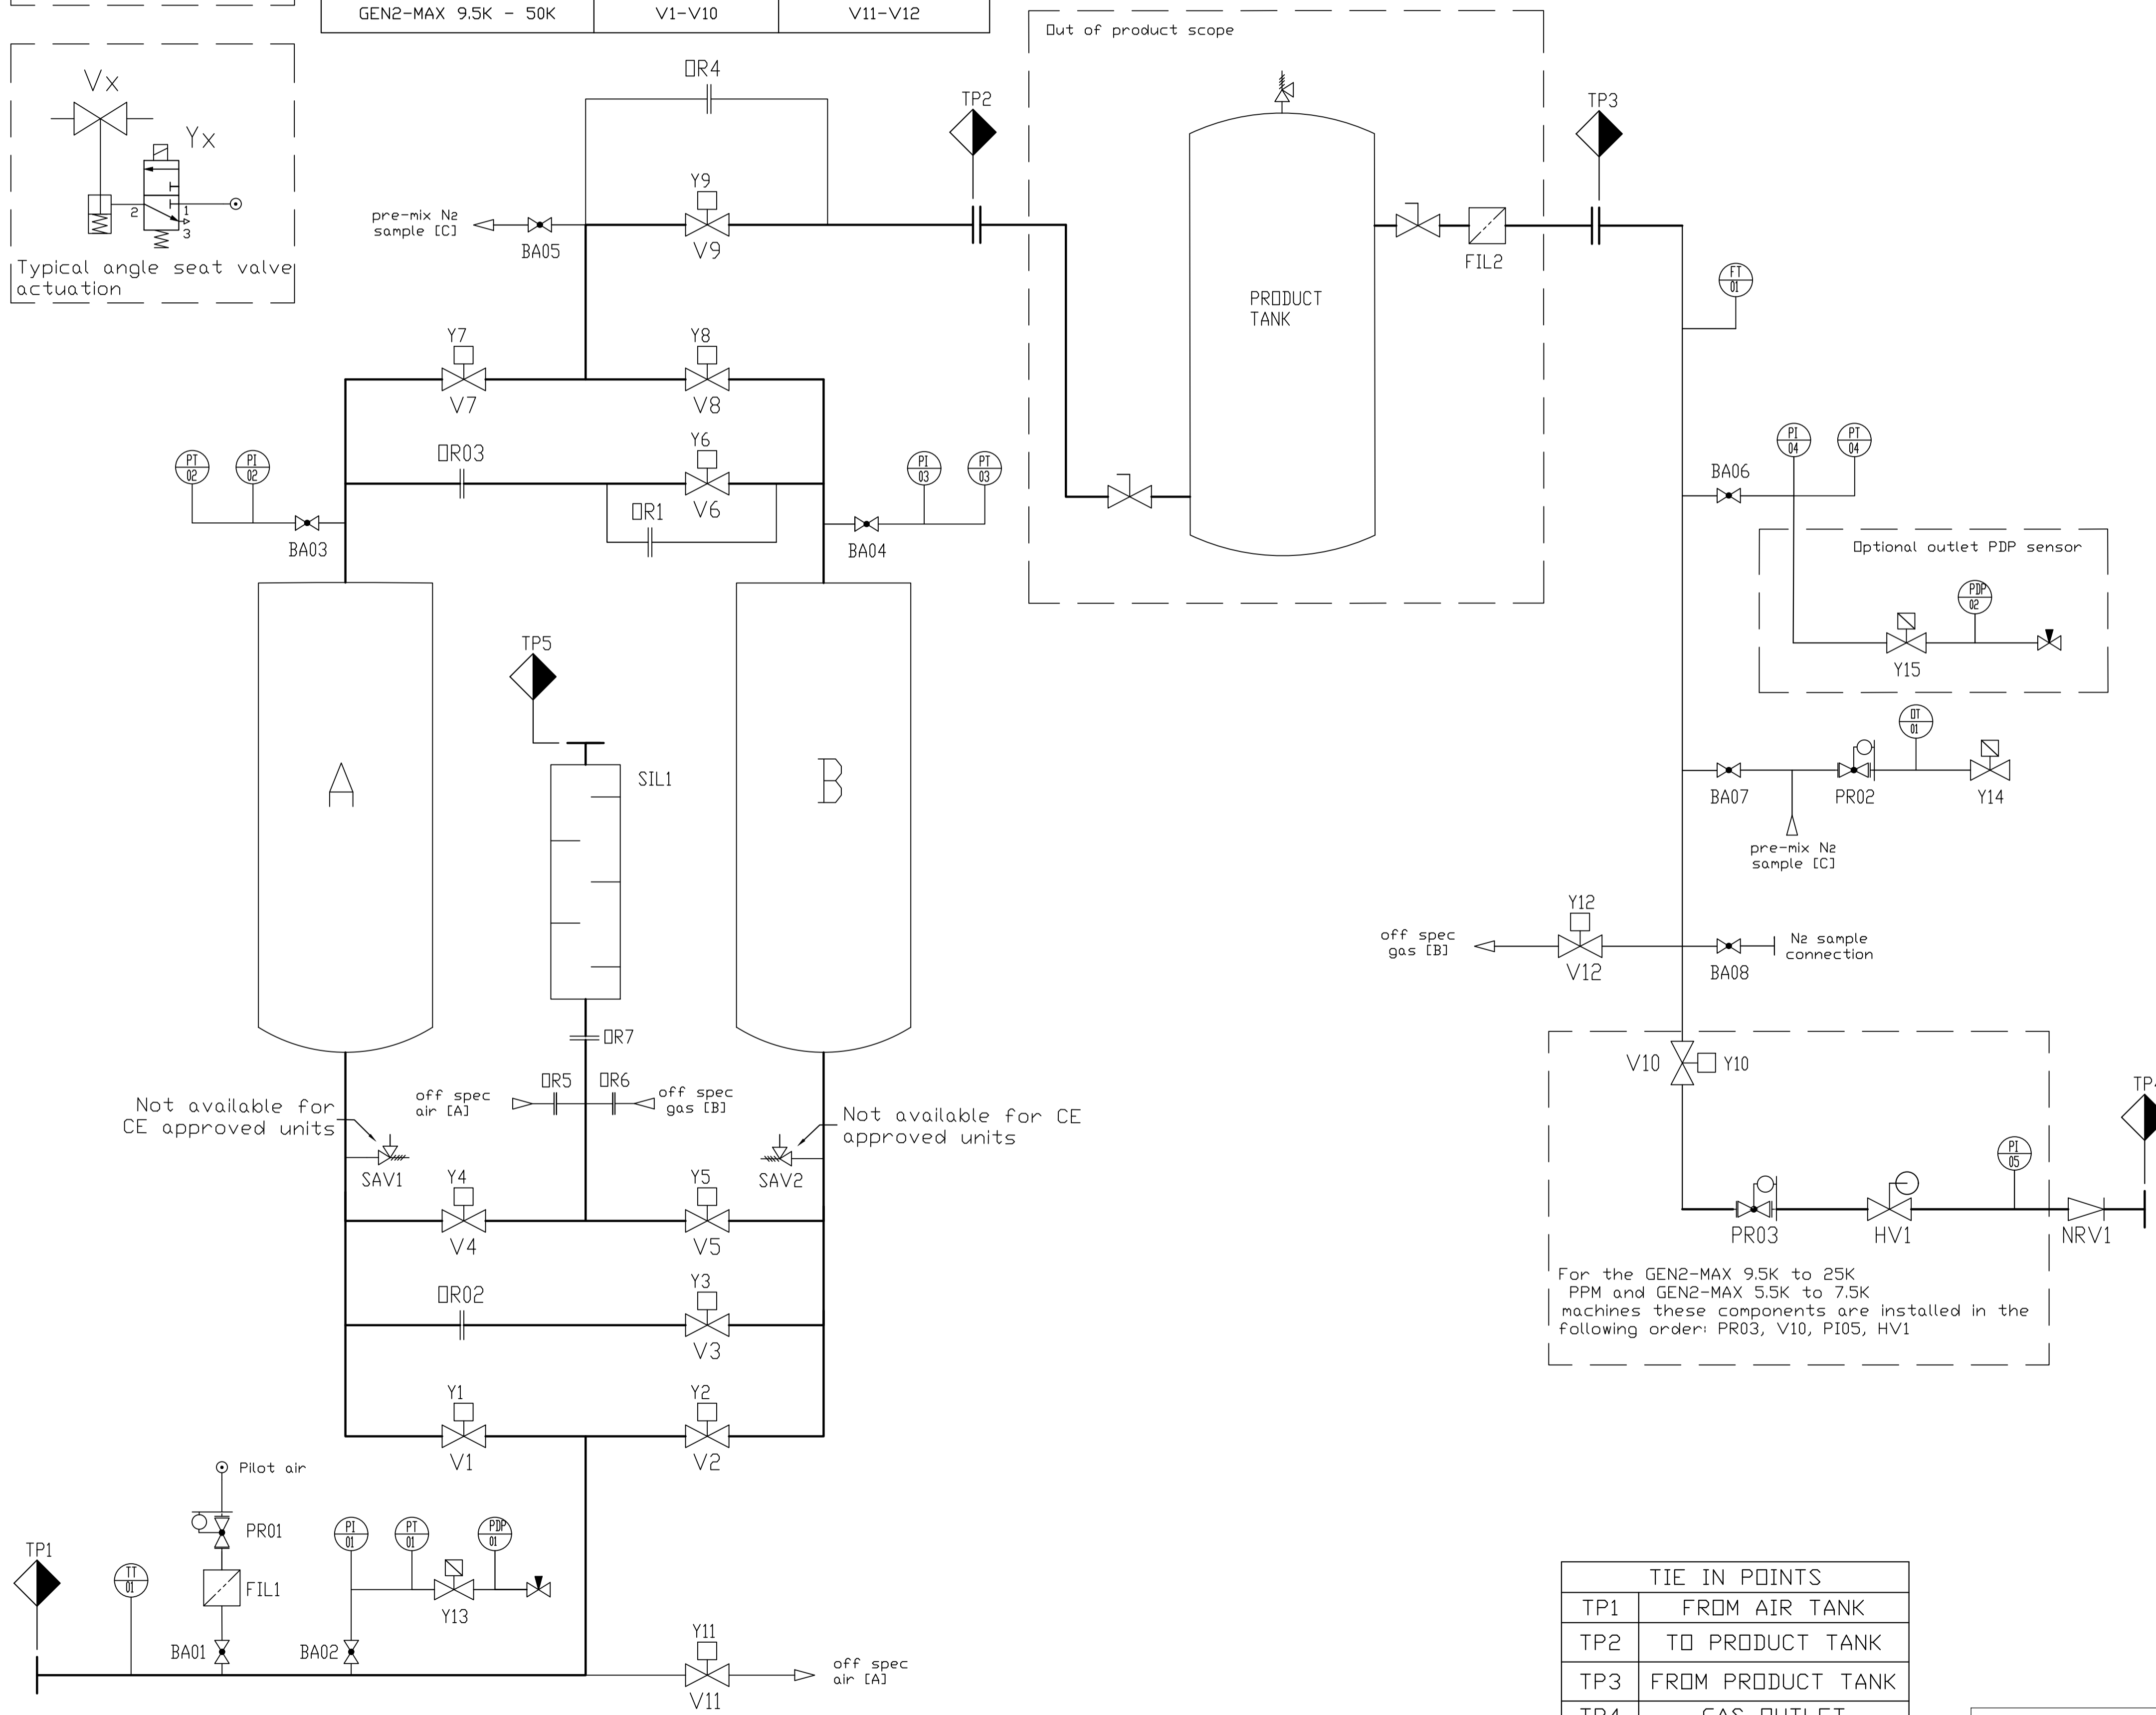 GEN2-MAX 9.5K - 50K V1-V10 V11-V12
Out of product scope
Vx
Yx
2
1
3
Typical angle seat valve
actuation
OR4
TP2
TP3
Y9
V9
pre-mix N2
sample [C]
BA05
PRODUCT
TANK
FIL2
FT
01
Y7
V7
Y8
V8
OR03
Y6
V6
OR1
PT
02
PI
02
BA03
PI
03
PT
03
BA04
PI
04
PT
04
BA06
Optional outlet PDP sensor
PDP
02
Y15
TP5
A
SIL1
B
OT
01
BA07
PR02
Y14
pre-mix N2
sample [C]
Y12
off spec
gas [B]
V12
BA08
N2 sample
connection
OR7
OR5
OR6
off spec
air [A]
off spec
gas [B]
Not available for
CE approved units
SAV1
Not available for CE
approved units
SAV2
V10
Y10
PI
05
PR03
HV1
NRV1
For the GEN2-MAX 9.5K to 25K
PPM and GEN2-MAX 5.5K to 7.5K
machines these components are installed in the
following order: PR03, V10, PI05, HV1
Y4
V4
Y5
V5
OR02
Y3
V3
Y1
V1
Y2
V2
Pilot air
PR01
FIL1
BA01
TP1
TT
01
PI
01
PT
01
PDP
01
Y13
BA02
Y11
V11
off spec
air [A]
TIE IN POINTS
TP1 FROM AIR TANK
TP2 TO PRODUCT TANK
TP3 FROM PRODUCT TANK
TP4 GAS OUTLET